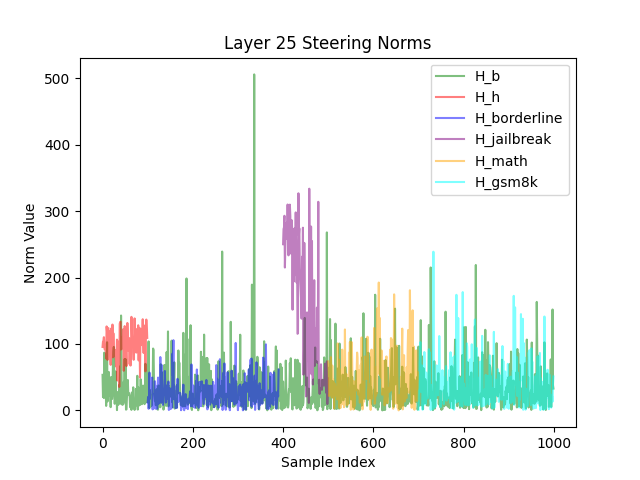 Layer 25 Steering Norms
Norm Value
500
400
300
200
100
0
H_b
H_h
H_borderline
H_jailbreak
H_math
H_gsm8k
0 200 400 600 800 1000
Sample Index